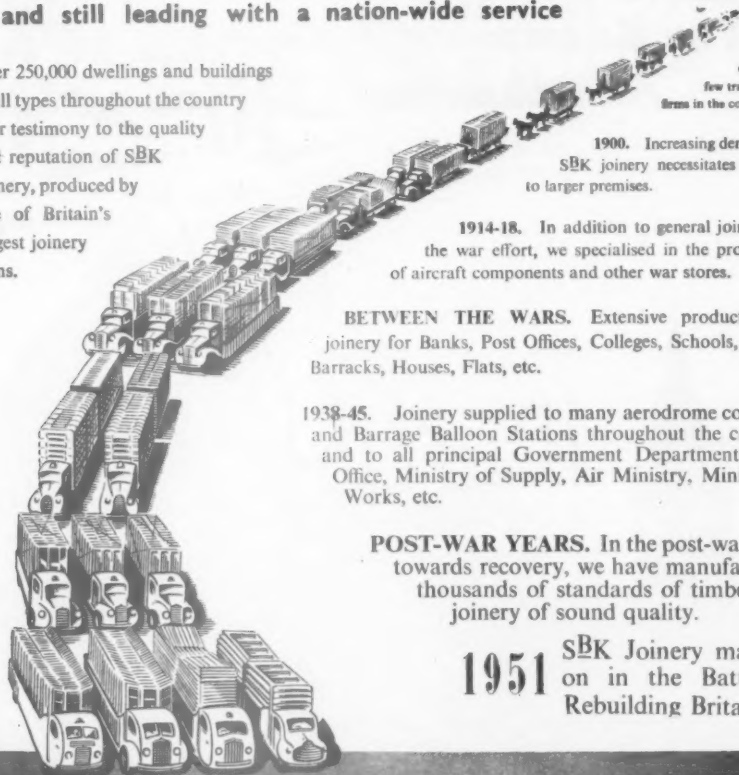 and still leading with a nation-wide service
er 250,000 dwellings and buildings
ll types throughout the country
r testimony to the quality
reputation of SBK
nery, produced by
of Britain's
gest joinery
ns.
few tra
firms in the co
1900. Increasing dem
SBK joinery necessitates
to larger premises.
1914-18. In addition to general join
the war effort, we specialised in the pro
of aircraft components and other war stores.
BETWEEN THE WARS. Extensive produc
joinery for Banks, Post Offices, Colleges, Schools,
Barracks, Houses, Flats, etc.
1938-45. Joinery supplied to many aerodrome co
and Barrage Balloon Stations throughout the c
and to all principal Government Department
Office, Ministry of Supply, Air Ministry, Mini
Works, etc.
POST-WAR YEARS. In the post-wa
towards recovery, we have manufa
thousands of standards of timbe
joinery of sound quality.
1951 SBK Joinery ma
on in the Bat
Rebuilding Brita